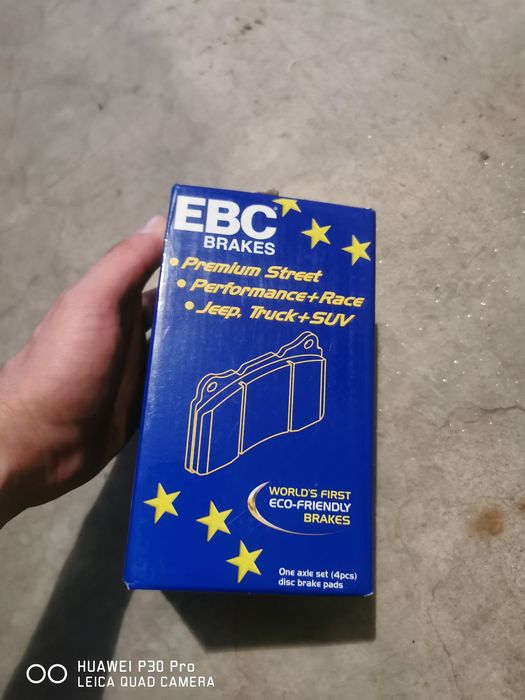 EBC®
BRAKES
• Premium Street
• Performance+Race
• Jeep, Truck+SUV
WORLD'S FIRST
ECO-FRIENDLY
BRAKES
One axle set (4pcs)
disc brake pads
HUAWEI P30 Pro
LEICA QUAD CAMERA